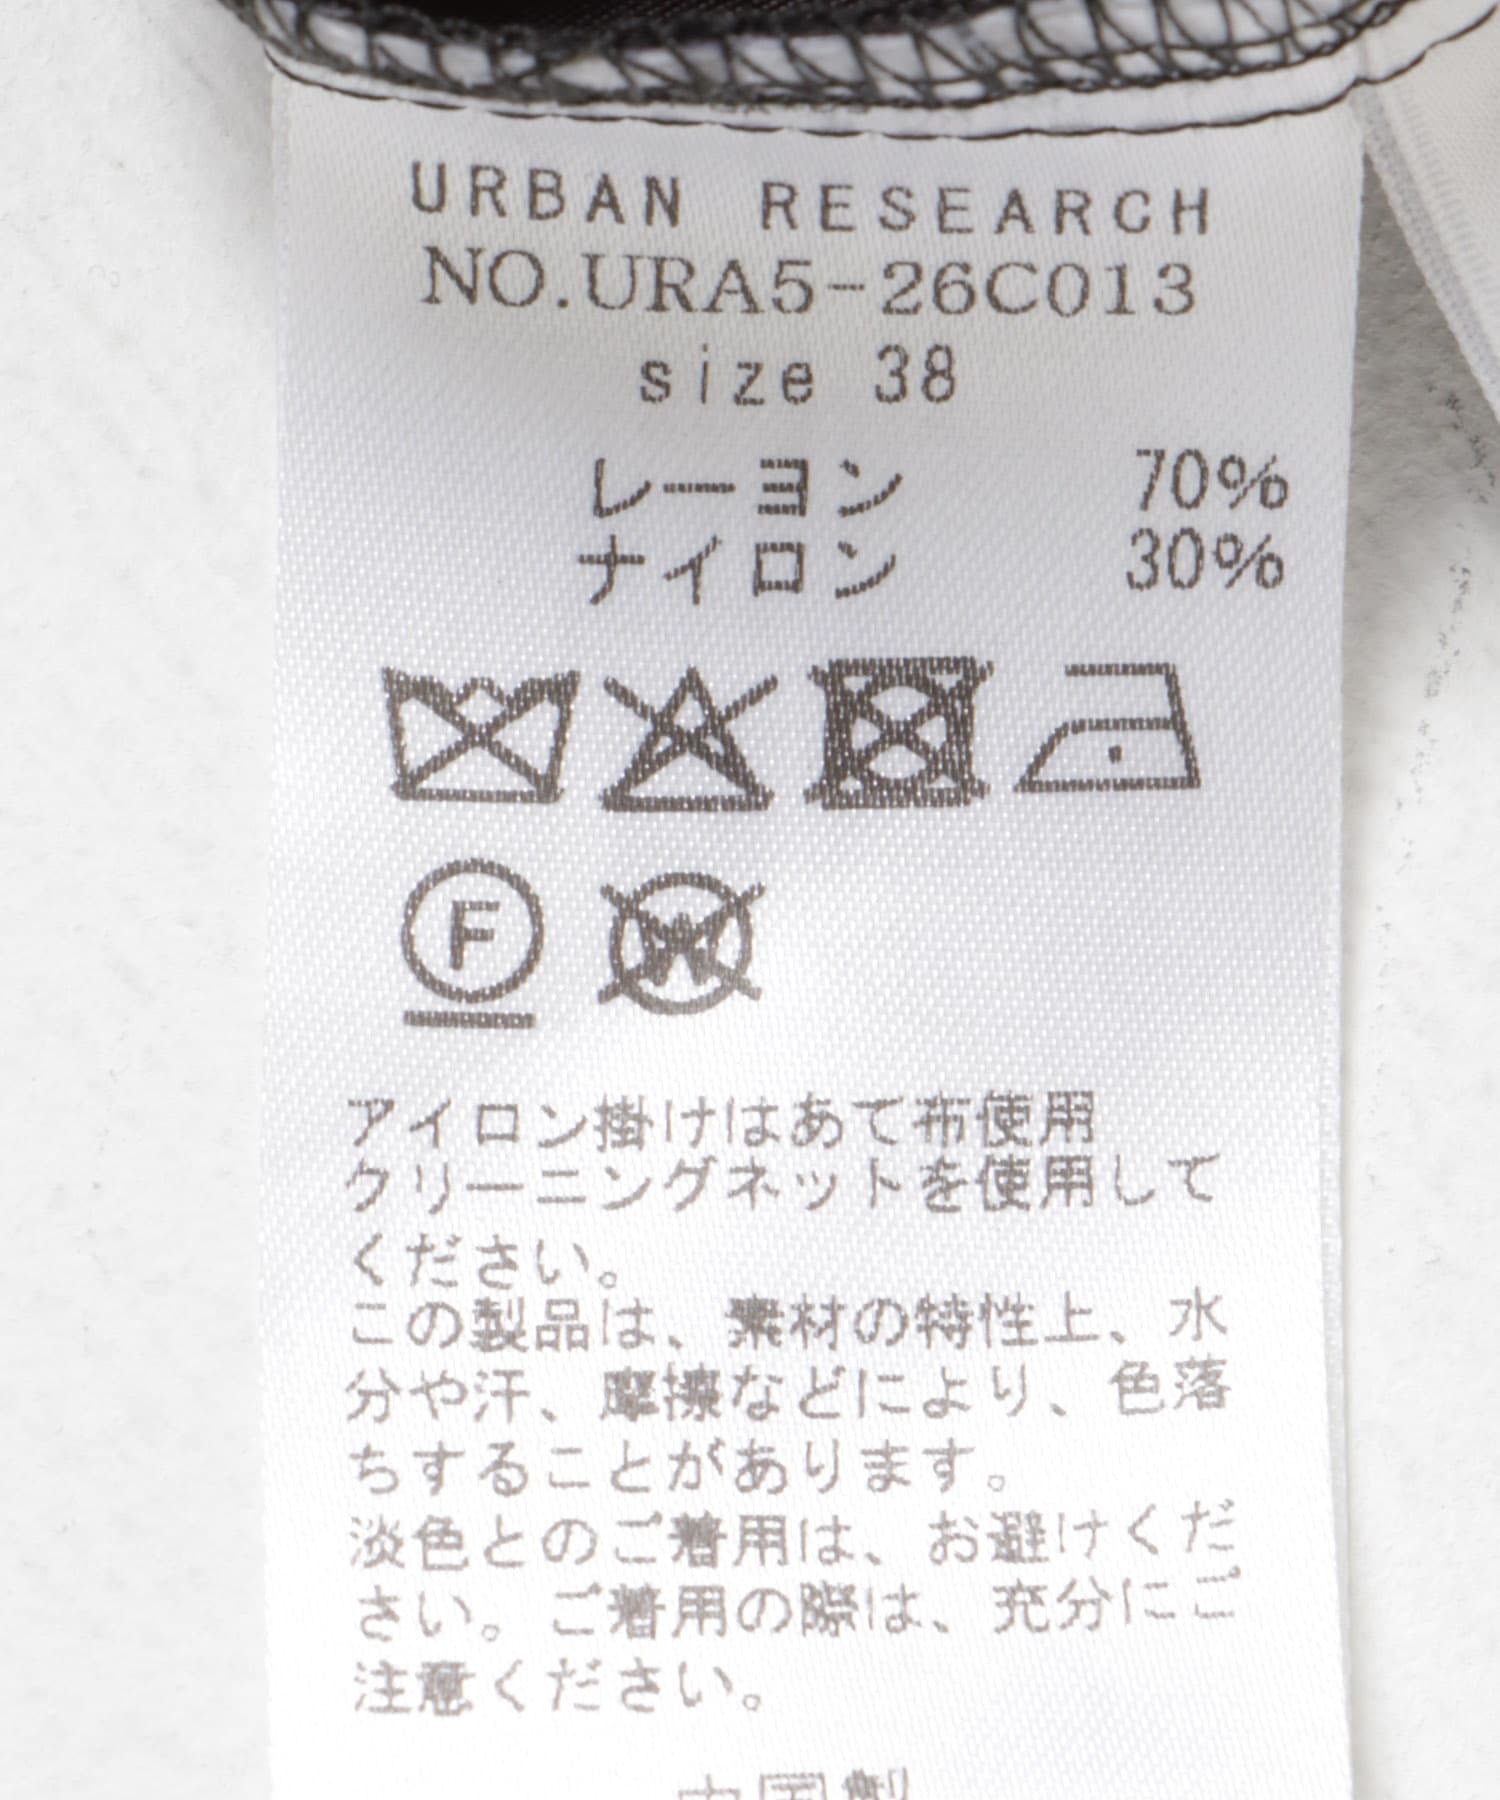 URBAN RESEARCH
NO.URA5-26C013
size 38
レーヨン 70%
ナイロン 30%
F
W
アイロン掛けはあて布使用
クリーニングネットを使用して
ください。
この製品は、素材の特性上、水
分や汗、摩擦などにより、色落
ちすることがあります。
淡色とのご着用は、お避けくだ
さい。ご着用の際は、充分にご
注意ください。
中国製